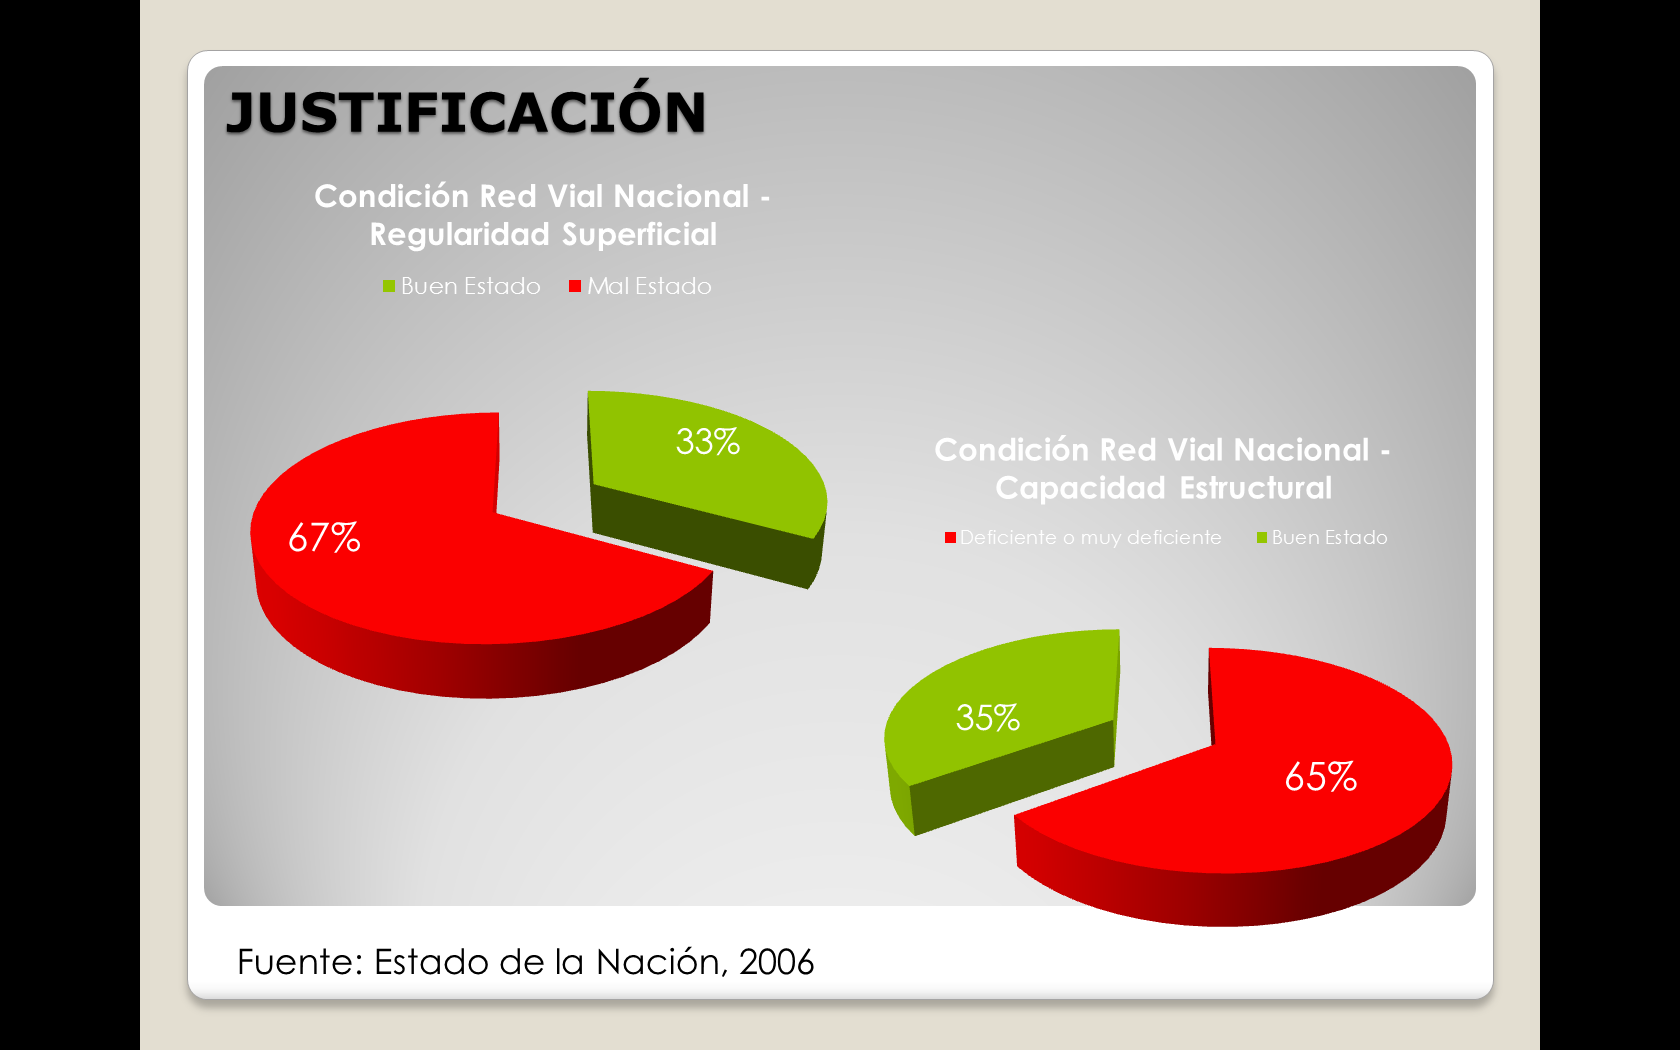 JUSTIFICACIÓN
Condición Red Vial Nacional -
Regularidad Superficial
Buen Estado Mal Estado
33%
67%
Condición Red Vial Nacional -
Capacidad Estructural
Deficiente o muy deficiente Buen Estado
35%
65%
Fuente: Estado de la Nación, 2006